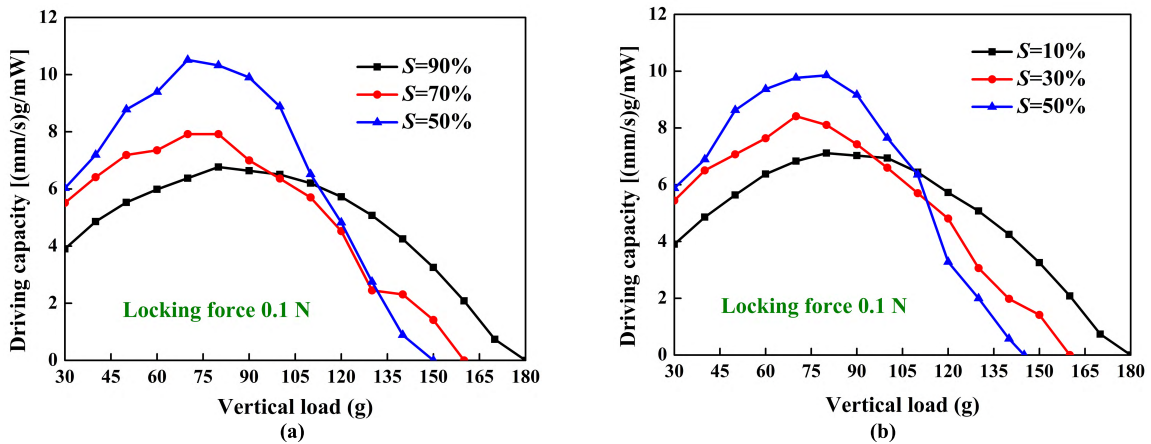 12
10
8
6
4
2
0
Driving capacity [(mm/s)g/mW]
S=90%
S=70%
S=50%
Locking force 0.1 N
30 45 60 75 90 105 120 135 150 165 180
Vertical load (g)
(a)
12
10
8
6
4
2
0
Driving capacity [(mm/s)g/mW]
S=10%
S=30%
S=50%
Locking force 0.1 N
30 45 60 75 90 105 120 135 150 165 180
Vertical load (g)
(b)